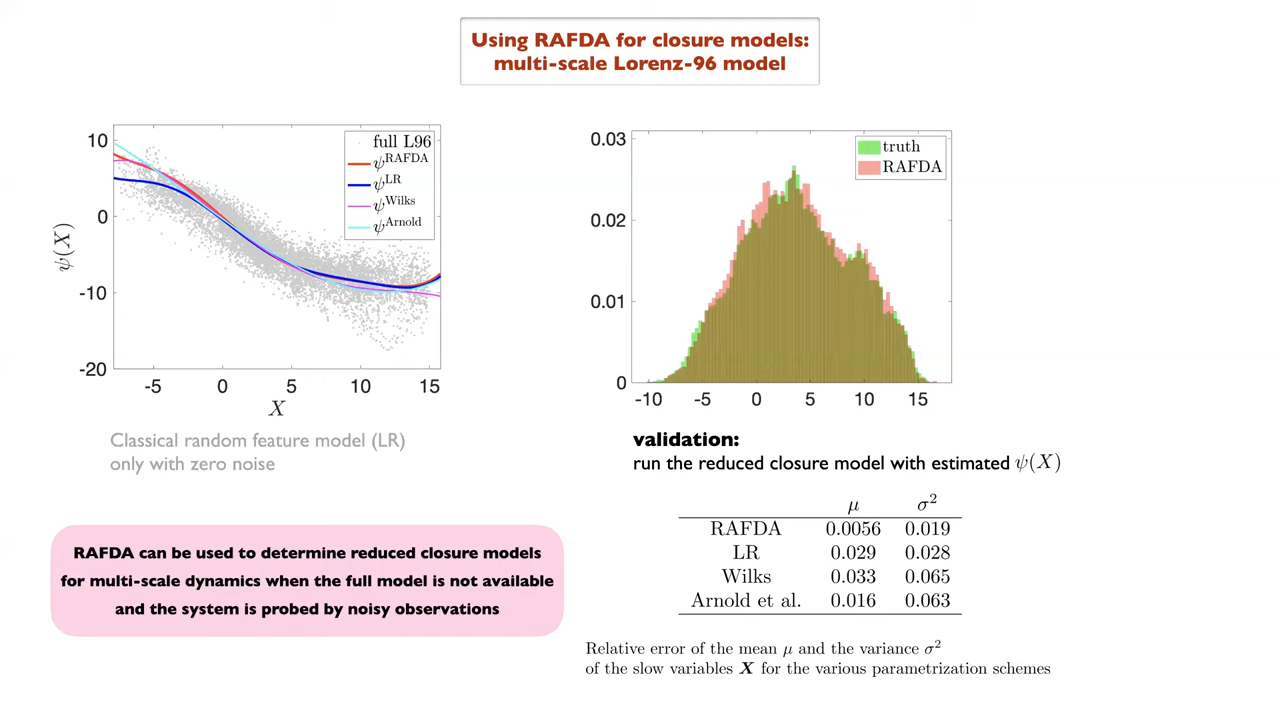 Using RAFDA for closure models:
multi-scale Lorenz-96 model
10
0
-10
-20
-5
0
5
10
15
X
ψ(X)
full L96
ψ^RAFDA
ψ^LR
ψ^Wilks
ψ^Arnold
Classical random feature model (LR)
only with zero noise
RAFDA can be used to determine reduced closure models
for multi-scale dynamics when the full model is not available
and the system is probed by noisy observations
0.03
0.02
0.01
0
-10
-5
0
5
10
15
truth
RAFDA
validation:
run the reduced closure model with estimated ψ(X)
μ σ²
RAFDA 0.0056 0.019
LR 0.029 0.028
Wilks 0.033 0.065
Arnold et al. 0.016 0.063
Relative error of the mean μ and the variance σ²
of the slow variables X for the various parametrization schemes